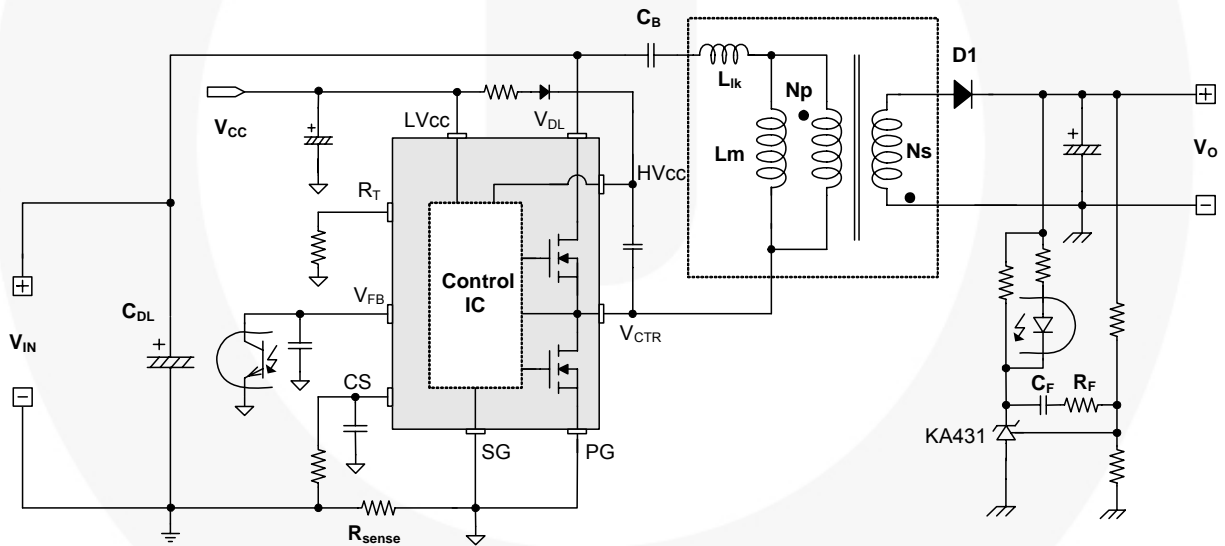 C_B
D1
L_lk
Np
V_CC
LVcc
V_DL
Lm
Ns
V_O
HVcc
R_T
+
-
Control
IC
V_FB
V_IN
C_DL
+
V_CTR
CS
C_F
R_F
KA431
SG
PG
R_sense
+
+
+
-